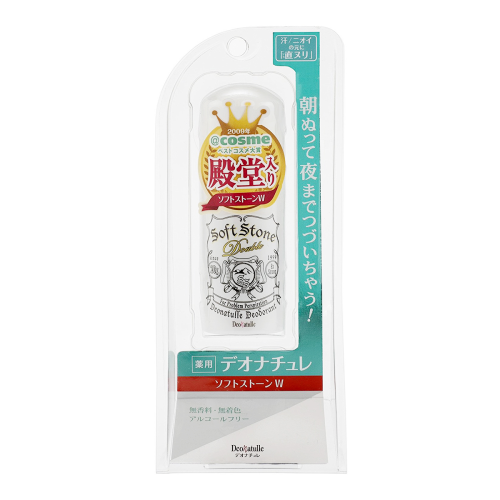 汗/ニオイ
の元に
「直ヌリ」
朝ぬって夜までつづいちゃう!
2009年
@cosme
ベストコスメ大賞
殿堂入り
ソフトストーンW
Soft Stone
Double
For Problem Perspiration
Deonatulle Deodorant
Deonatulle
薬用 デオナチュレ
ソフトストーンW
無香料・無着色
アルコールフリー
Deonatulle
デオナチュレ